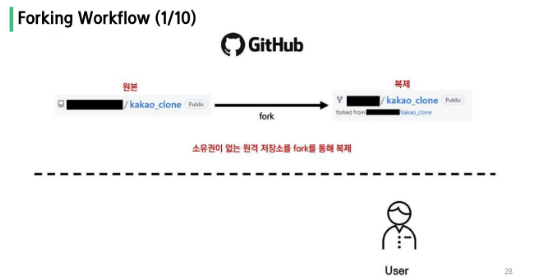 Forking Workflow (1/10)
GitHub
원본
복제
/ kakao_clone Public
/ kakao_clone Public
forked from /kakao_clone
fork
소유권이 없는 원격 저장소를 fork를 통해 복제
User
28